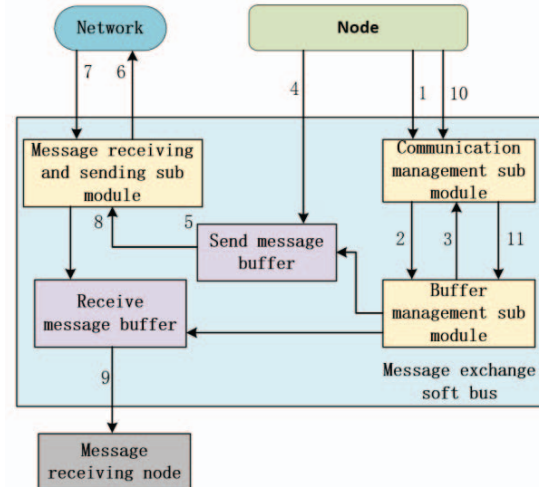 Network
Node
7
6
4
1
10
Message receiving
and sending sub
module
Communication
management sub
module
8
5
Send message
buffer
2
3
11
Receive
message buffer
Buffer
management sub
module
9
Message exchange
soft bus
Message
receiving node